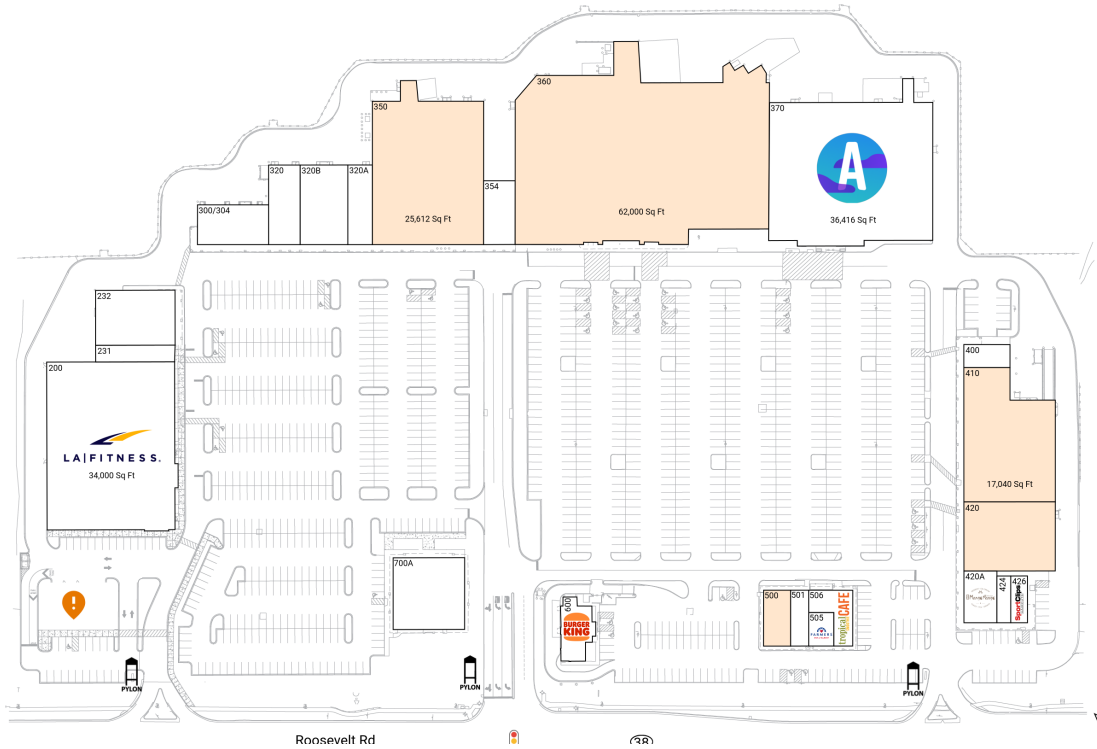 360
350
370
A
320
320B
320A
354
300/304
25,612 Sq Ft
62,000 Sq Ft
36,416 Sq Ft
232
231
200
LA|FITNESS.
34,000 Sq Ft
400
410
17,040 Sq Ft
420
700A
420A
424
426
SportClips
600
BURGER
KING
500
501
506
505
FARMERS
tropical CAFE
!
PYLON
PYLON
PYLON
Roosevelt Rd
38